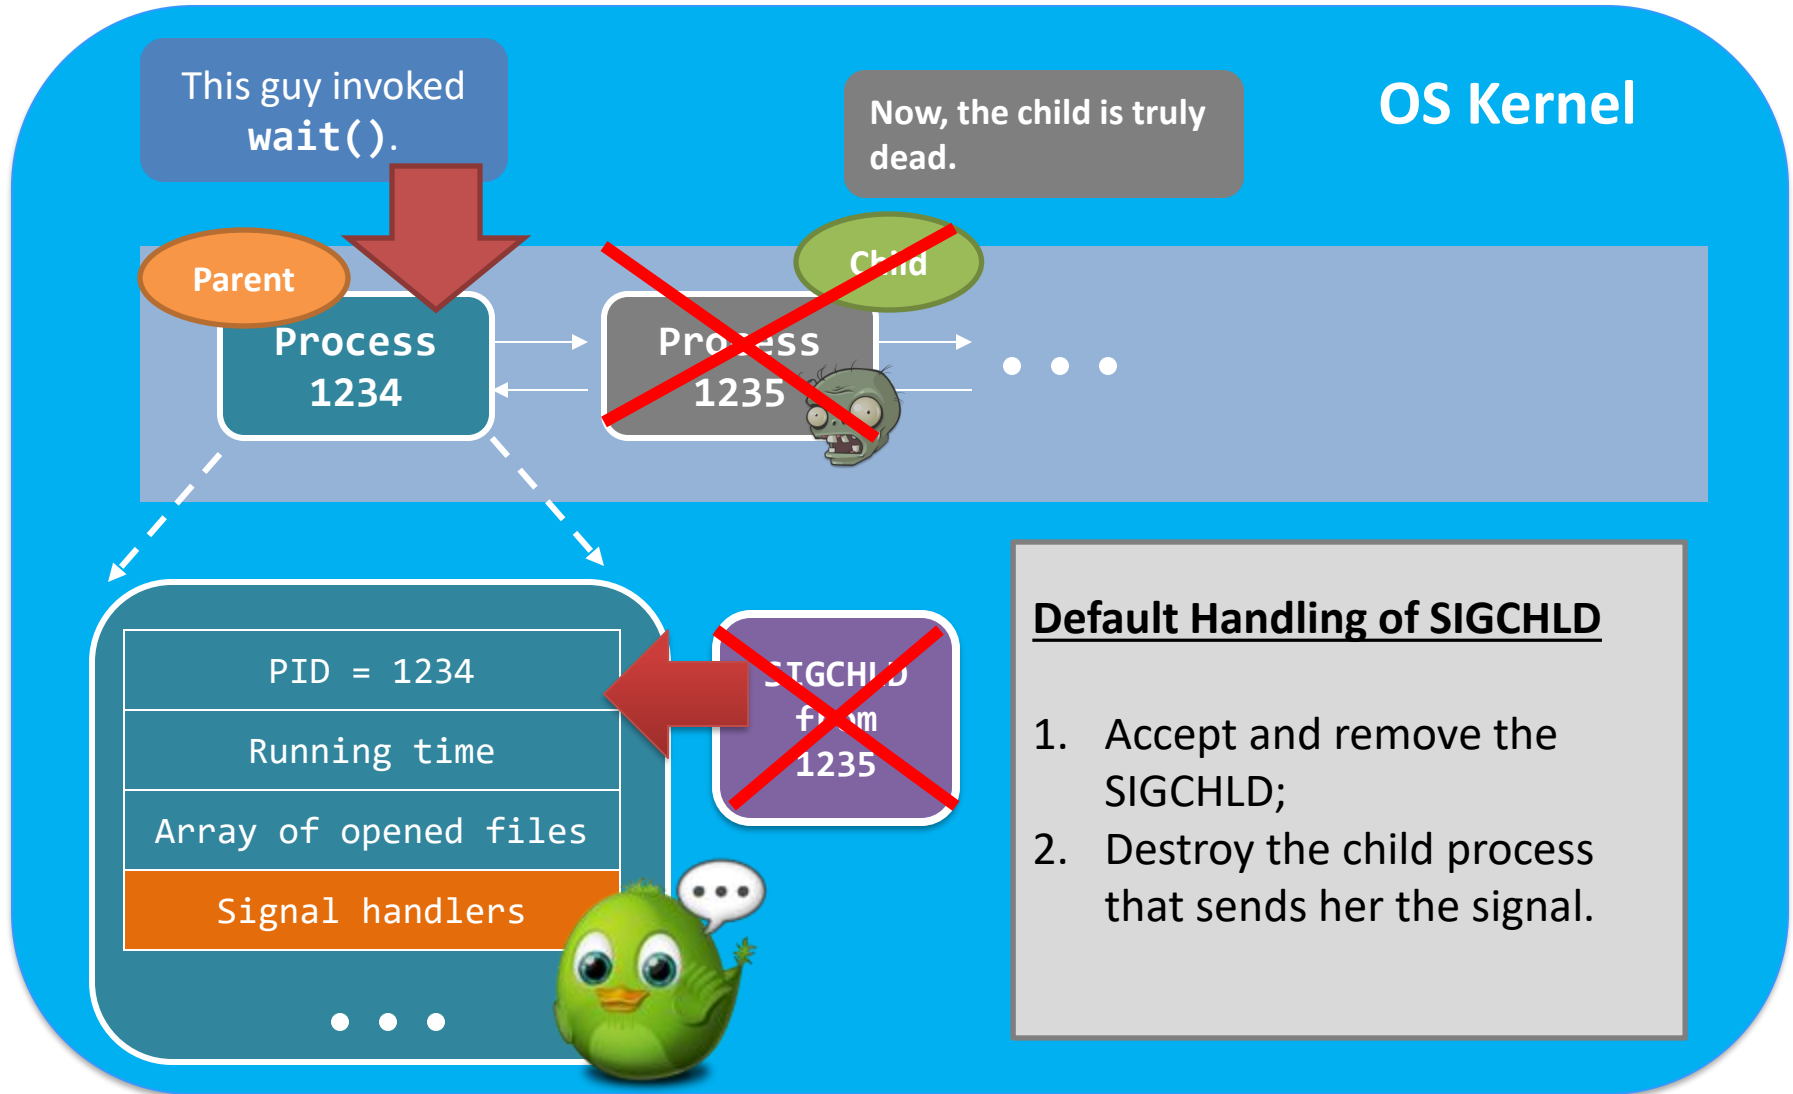 This guy invoked
wait().
Now, the child is truly
dead.
OS Kernel
Parent
Child
Process
1234
Process
1235
PID = 1234
Running time
Array of opened files
Signal handlers
SIGCHLD
from
1235
Default Handling of SIGCHLD
1. Accept and remove the
SIGCHLD;
2. Destroy the child process
that sends her the signal.